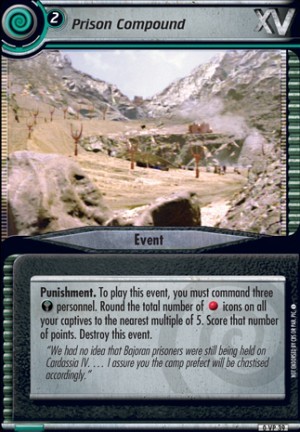 2 Prison Compound XV
Event
Punishment. To play this event, you must command three
personnel. Round the total number of icons on all
your captives to the nearest multiple of 5. Score that number
of points. Destroy this event.
"We had no idea that Bajoran prisoners were still being held on
Cardassia IV. … I assure you the camp prefect will be chastised
accordingly."
0 VP 39